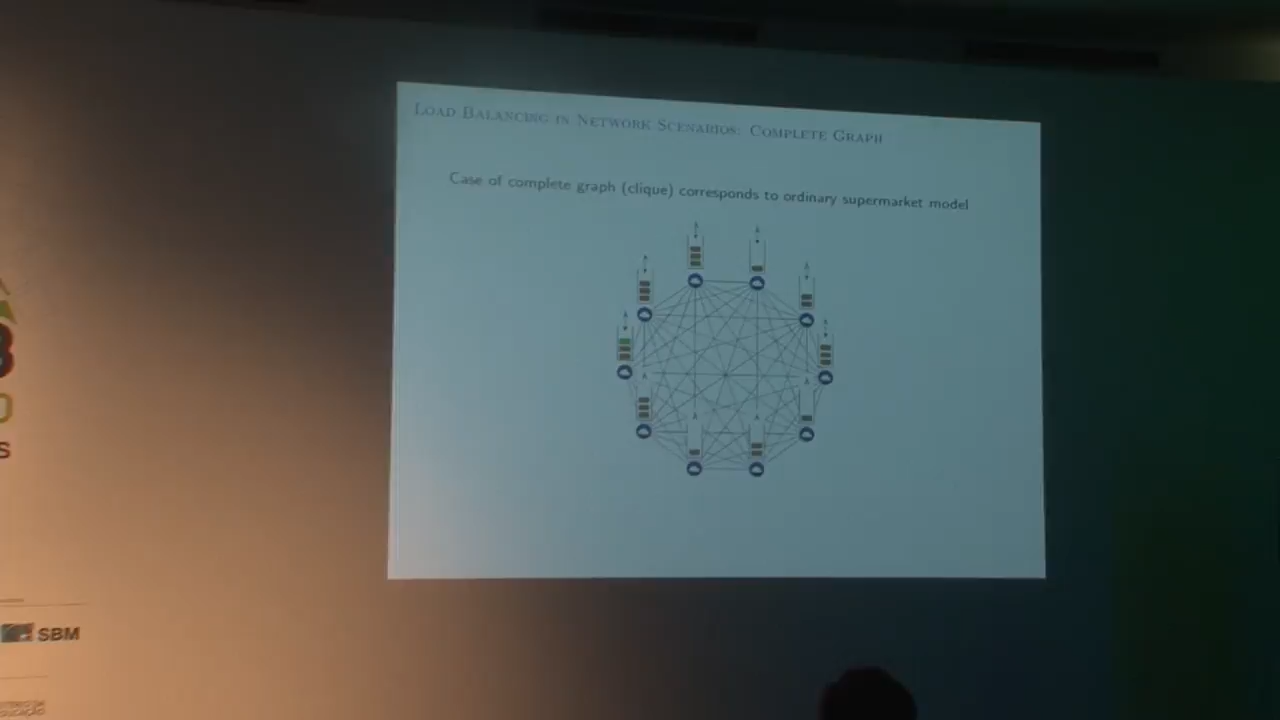 LOAD BALANCING IN NETWORK SCENARIOS: COMPLETE GRAPH
Case of complete graph (clique) corresponds to ordinary supermarket model
S
SBM